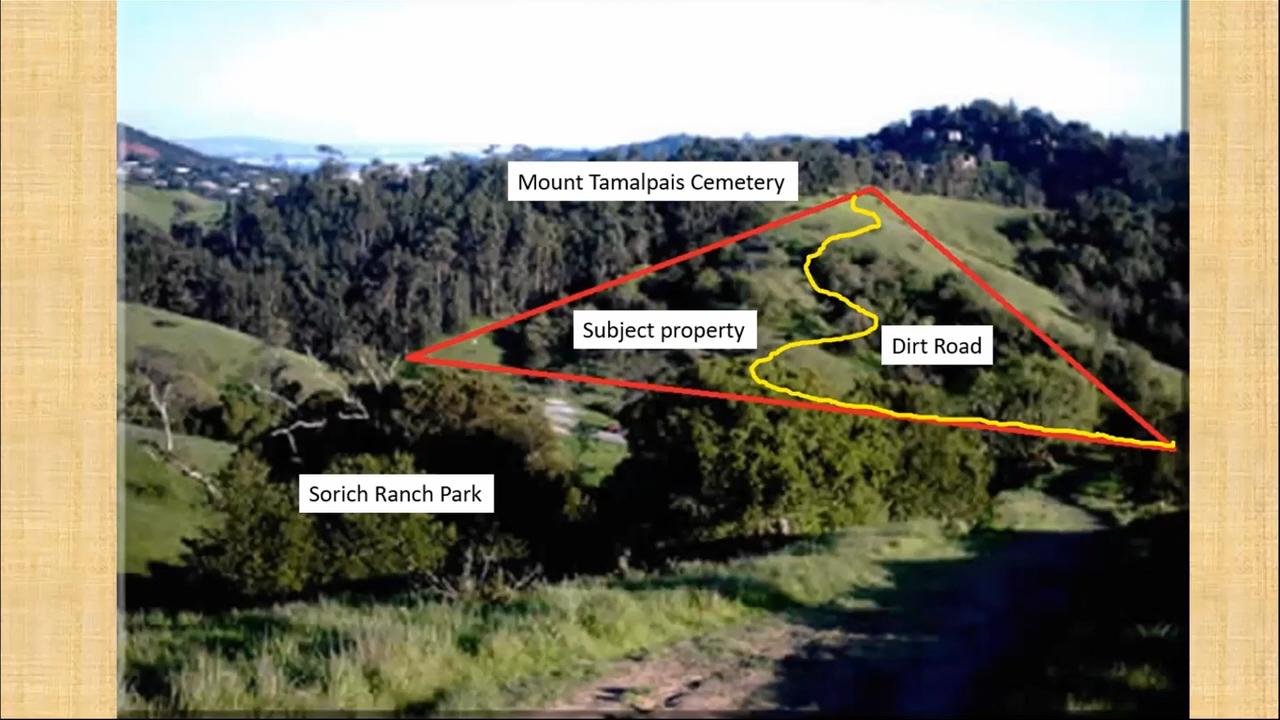 Mount Tamalpais Cemetery
Subject property
Dirt Road
Sorich Ranch Park